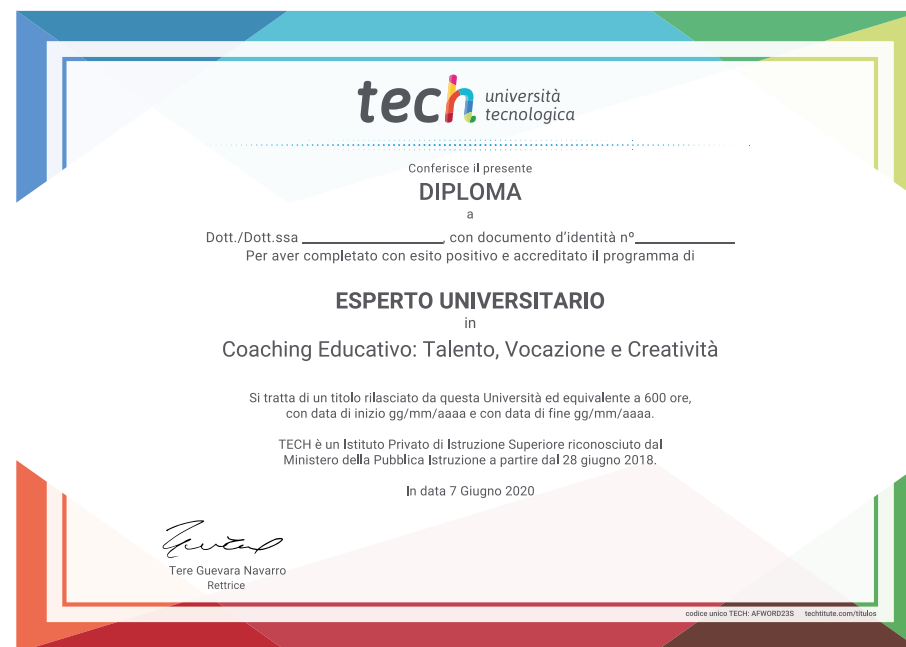 tech università
tecnologica
Conferisce il presente
DIPLOMA
a
Dott./Dott.ssa ________________, con documento d'identità nº____________
Per aver completato con esito positivo e accreditato il programma di
ESPERTO UNIVERSITARIO
in
Coaching Educativo: Talento, Vocazione e Creatività
Si tratta di un titolo rilasciato da questa Università ed equivalente a 600 ore,
con data di inizio gg/mm/aaaa e con data di fine gg/mm/aaaa.
TECH è un Istituto Privato di Istruzione Superiore riconosciuto dal
Ministero della Pubblica Istruzione a partire dal 28 giugno 2018.
In data 7 Giugno 2020
Tere Guevara Navarro
Rettrice
codice unico TECH: AFWORD23S techtitute.com/titulos